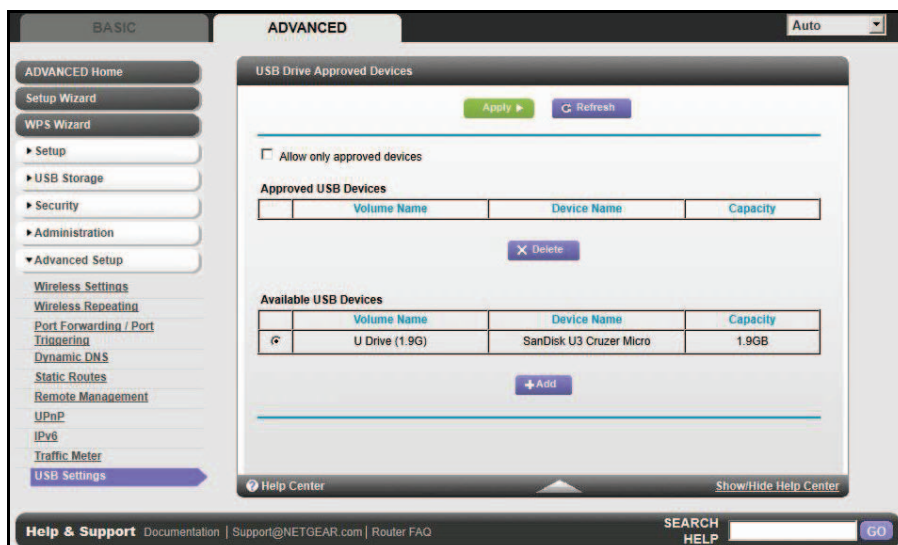 BASIC
ADVANCED
Auto
ADVANCED Home
Setup Wizard
WPS Wizard
Setup
USB Storage
Security
Administration
Advanced Setup
Wireless Settings
Wireless Repeating
Port Forwarding / Port
Triggering
Dynamic DNS
Static Routes
Remote Management
UPnP
IPv6
Traffic Meter
USB Settings
USB Drive Approved Devices
Apply
Refresh
Allow only approved devices
Approved USB Devices
Volume Name Device Name Capacity
Delete
Available USB Devices
Volume Name Device Name Capacity
U Drive (1.9G) SanDisk U3 Cruzer Micro 1.9GB
+Add
Help Center
Show/Hide Help Center
Help & Support Documentation | Support@NETGEAR.com | Router FAQ
SEARCH
HELP
GO